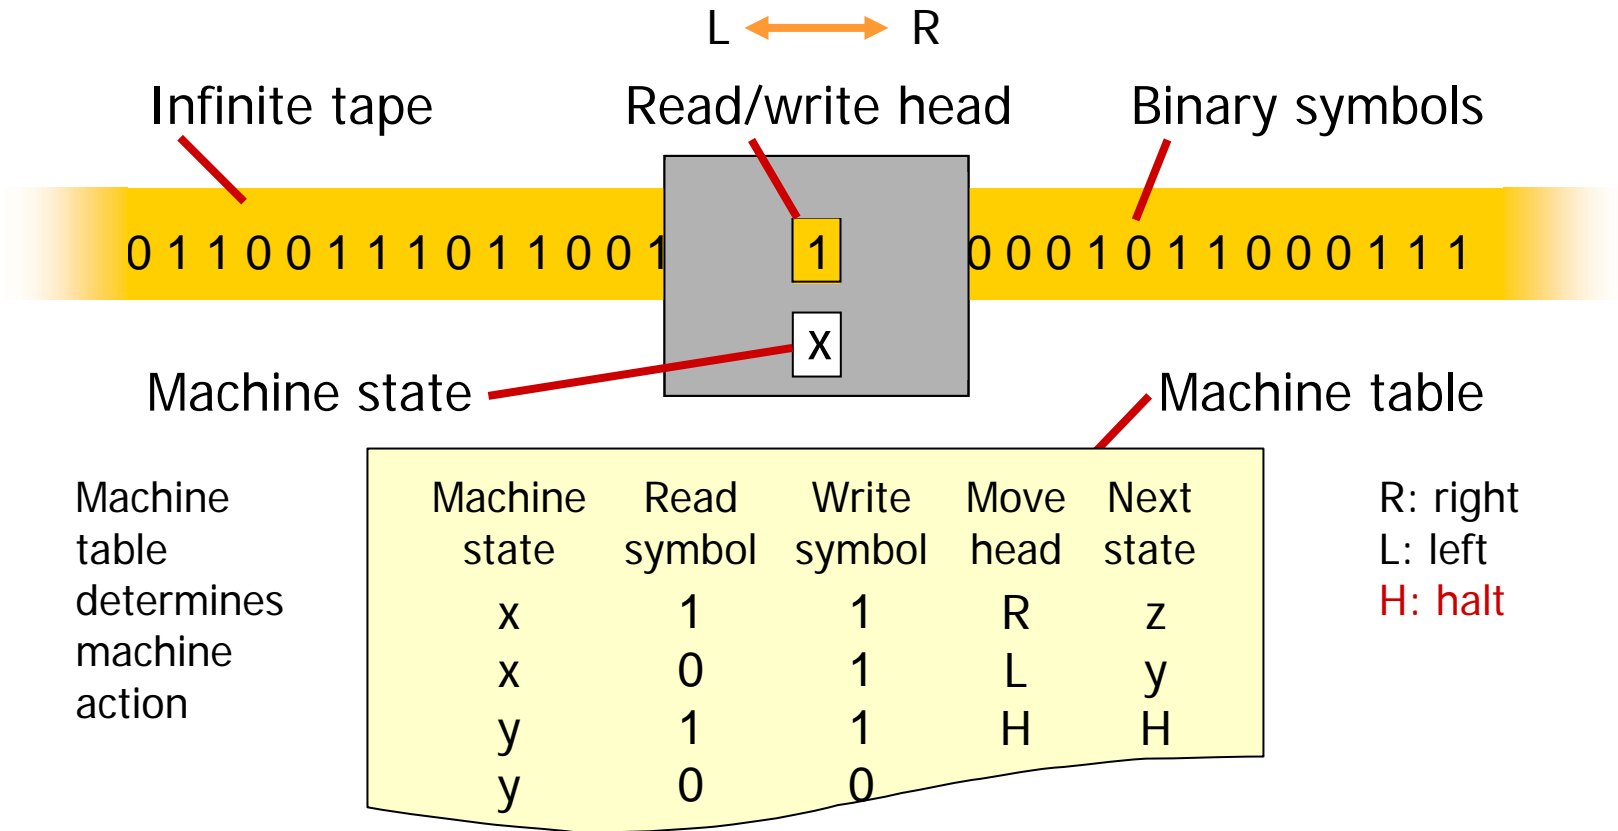 L R
Infinite tape Read/write head Binary symbols
0 1 1 0 0 1 1 1 0 1 1 0 0 1 1 0 0 0 1 0 1 1 0 0 0 1 1 1
x
Machine state Machine table
Machine table determines machine action
Machine state Read symbol Write symbol Move head Next state
x 1 1 R z
x 0 1 L y
y 1 1 H H
y 0 0
R: right
L: left
H: halt